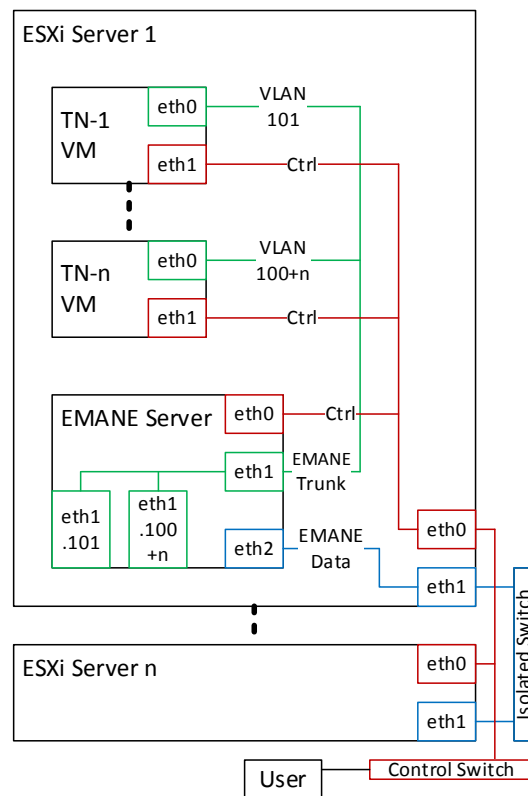 ESXi Server 1
TN-1
VM
eth0
eth1
VLAN
101
Ctrl
TN-n
VM
eth0
eth1
VLAN
100+n
Ctrl
EMANE Server
eth0
Ctrl
eth1
EMANE
Trunk
eth1
.101
eth1
.100
+n
eth2
EMANE
Data
eth0
eth1
Isolated Switch
ESXi Server n
eth0
eth1
User
Control Switch